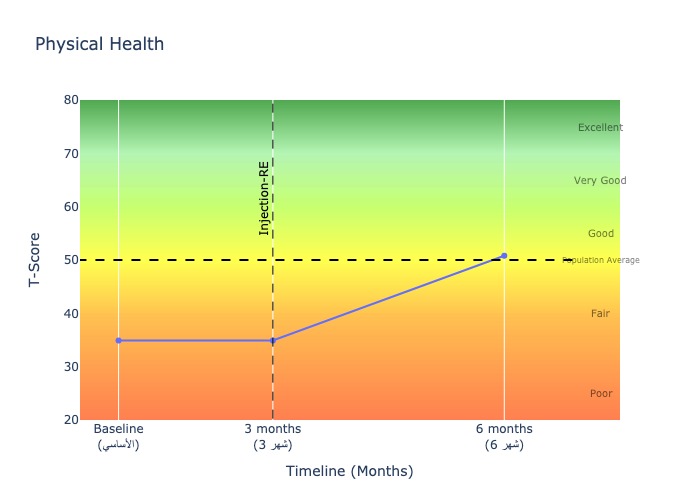 Physical Health
80
70
60
50
40
30
20
T-Score
Injection-RE
Excellent
Very Good
Good
Population Average
Fair
Poor
Baseline
(الأساسي)
3 months
(3 شهر)
6 months
(6 شهر)
Timeline (Months)